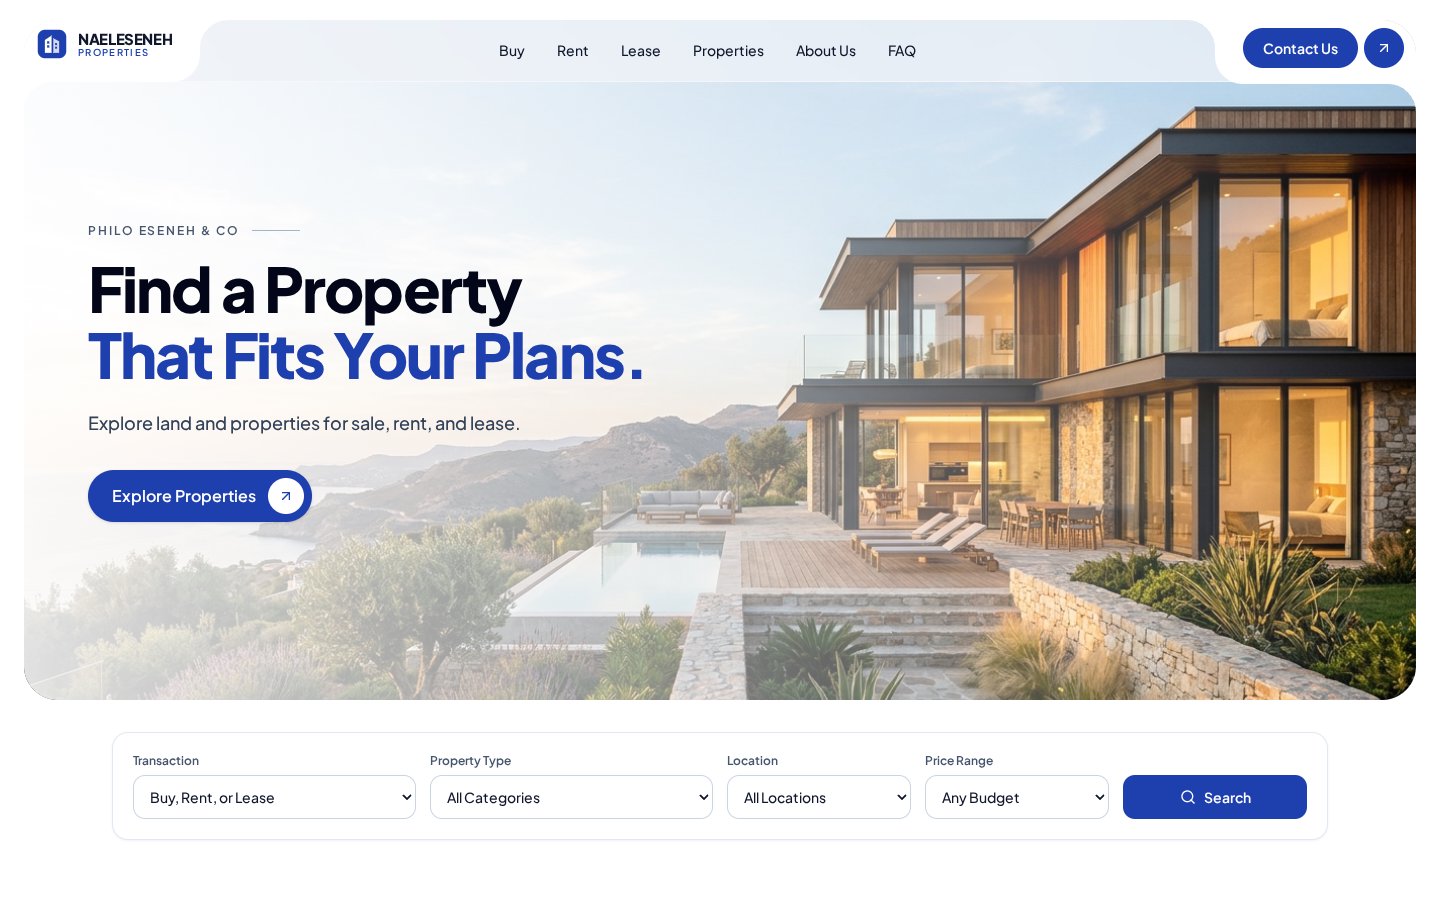 NAELESENEH
PROPERTIES
Buy
Rent
Lease
Properties
About Us
FAQ
Contact Us
PHILO ESENEH & CO
Find a Property
That Fits Your Plans.
Explore land and properties for sale, rent, and lease.
Explore Properties
Transaction
Property Type
Location
Price Range
Buy, Rent, or Lease
All Categories
All Locations
Any Budget
Search